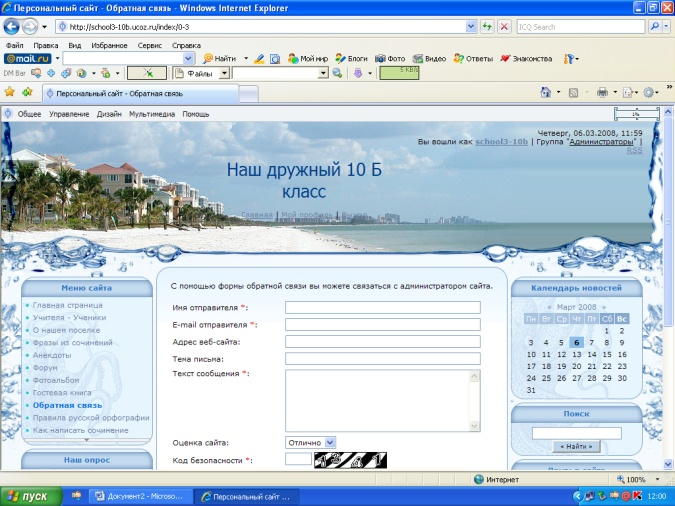 Персональный сайт - Обратная связь - Windows Internet Explorer
http://school3-10b.ucoz.ru/index/0-3
ICQ Search
Файл Правка Вид Избранное Сервис Справка
@mail.ru Найти Мой мир Блоги Фото Видео Ответы Знакомства
DM Bar Файлы 5 KB/s
Персональный сайт - Обратная связь
Общее Управление Дизайн Мультимедиа Помощь 1%
Четверг, 06.03.2008, 11:59
Вы вошли как school3-10b | Группа "Администраторы" |
RSS
Наш дружный 10 Б
класс
Главная | Мой профиль | Выход
Меню сайта
Главная страница
Учителя - Ученики
О нашем поселке
Фразы из сочинений
Анекдоты
Форум
Фотоальбом
Гостевая книга
Обратная связь
Правила русской орфографии
Как написать сочинение
Наш опрос
С помощью формы обратной связи вы можете связаться с администратором сайта.
Имя отправителя *:
E-mail отправителя *:
Адрес веб-сайта:
Тема письма:
Текст сообщения *:
Оценка сайта: Отлично
Код безопасности *:
Календарь новостей
« Март 2008 »
Пн Вт Ср Чт Пт Сб Вс
1 2
3 4 5 6 7 8 9
10 11 12 13 14 15 16
17 18 19 20 21 22 23
24 25 26 27 28 29 30
31
Поиск
« Найти »
Интернет 100%
пуск Документ2 - Microso... Персональный сайт ... 12:00